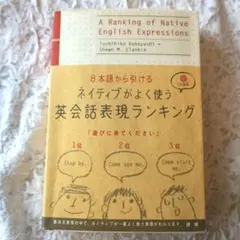 A Ranking of Native
English Expressions
Yoshihiko Kobayashi
Shawn M. Clankie
日本語から引ける
ネイティブがよく使う
英会話表現ランキング
「遊びに来てください」
1位
2位
3位
Stop by.
Come see me.
Come visit me.
語研